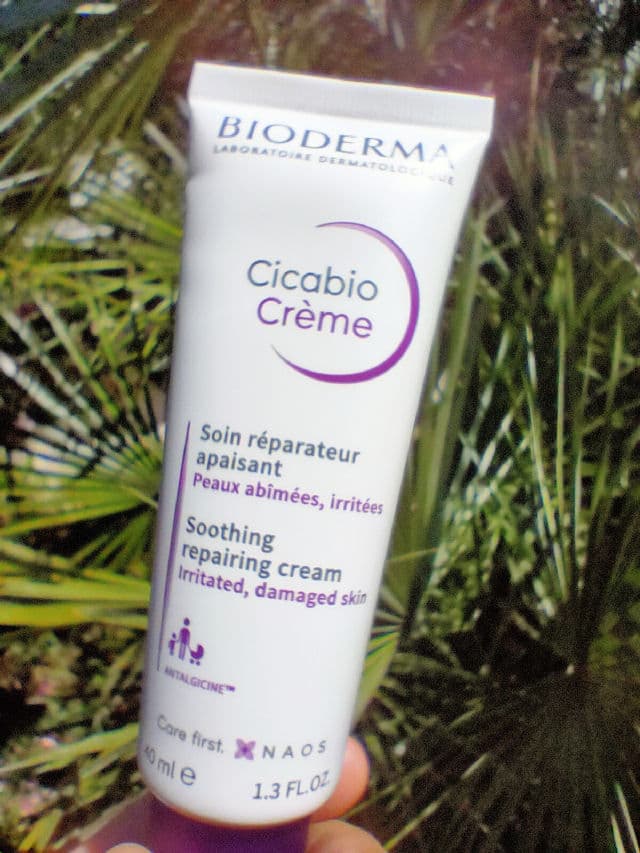 BIODERMA
LABORATOIRE DERMATOLOGIQUE
Cicabio
Crème
Soin réparateur
apaisant
Peaux abîmées, irritées
Soothing
repairing cream
Irritated, damaged skin
ANTALGICINE™
Care first. NAOS
40 ml ℮ 1.3 FL.OZ.